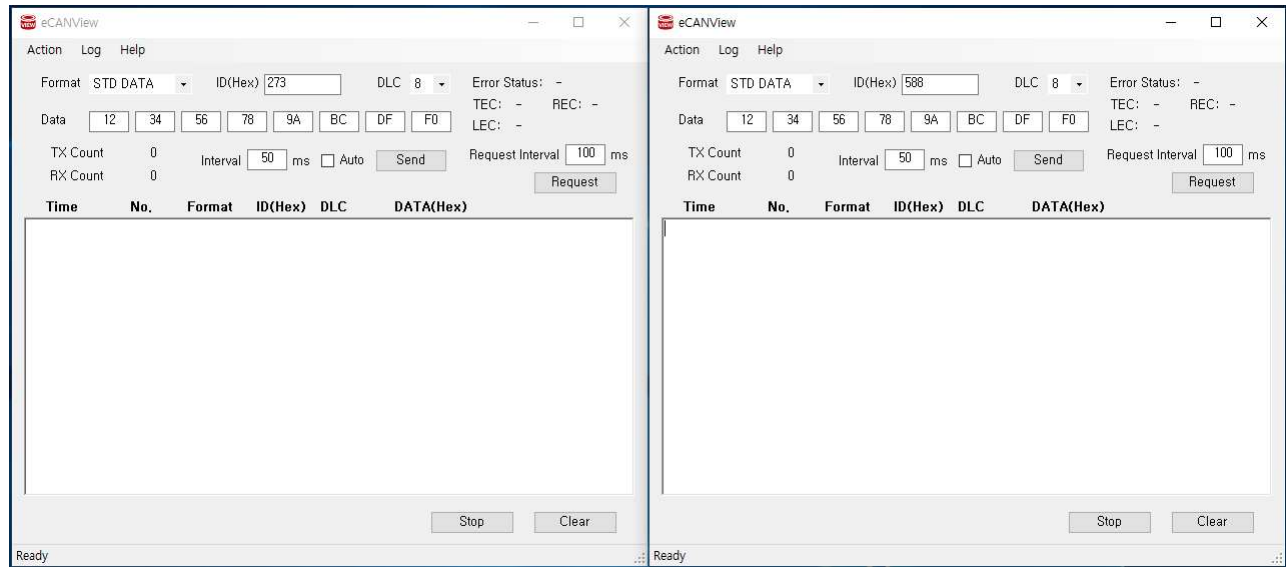 eCANView
Action Log Help
Format STD DATA ID(Hex) 273 DLC 8 Error Status: -
TEC: - REC: -
Data 12 34 56 78 9A BC DF F0
LEC: -
TX Count 0 Interval 50 ms Auto Send Request Interval 100 ms
RX Count 0
Request
Time No. Format ID(Hex) DLC DATA(Hex)
Stop Clear
Ready
eCANView
Action Log Help
Format STD DATA ID(Hex) 588 DLC 8 Error Status: -
TEC: - REC: -
Data 12 34 56 78 9A BC DF F0
LEC: -
TX Count 0 Interval 50 ms Auto Send Request Interval 100 ms
RX Count 0
Request
Time No. Format ID(Hex) DLC DATA(Hex)
Stop Clear
Ready